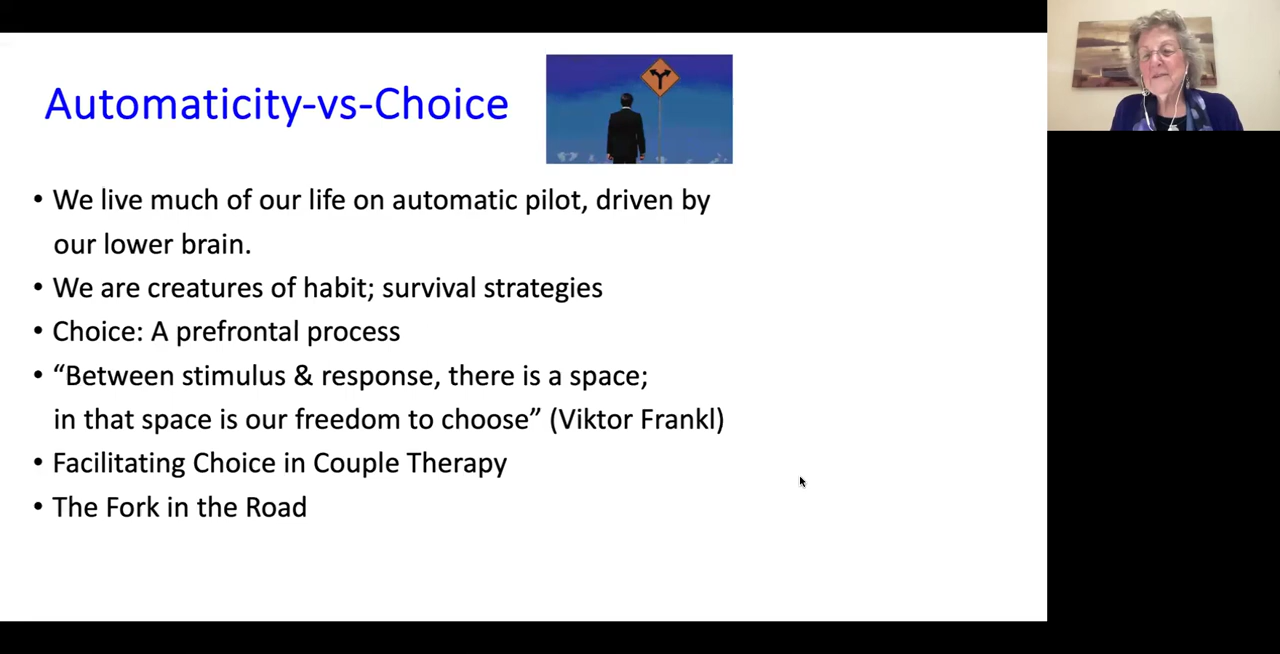 Automaticity-vs-Choice
• We live much of our life on automatic pilot, driven by
our lower brain.
• We are creatures of habit; survival strategies
• Choice: A prefrontal process
• “Between stimulus & response, there is a space;
in that space is our freedom to choose” (Viktor Frankl)
• Facilitating Choice in Couple Therapy
• The Fork in the Road